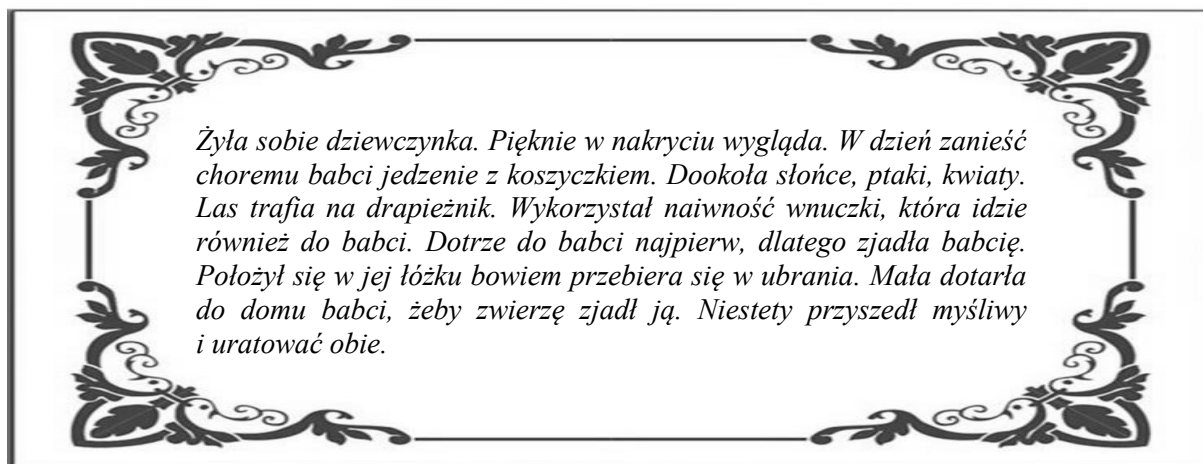 Żyła sobie dziewczynka. Pięknie w nakryciu wygląda. W dzień zanieść
choremu babci jedzenie z koszyczkiem. Dookoła słońce, ptaki, kwiaty.
Las trafia na drapieżnik. Wykorzystał naiwność wnuczki, która idzie
również do babci. Dotrze do babci najpierw, dlatego zjadła babcię.
Położył się w jej łóżku bowiem przebiera się w ubrania. Mała dotarła
do domu babci, żeby zwierzę zjadł ją. Niestety przyszedł myśliwy
i uratować obie.